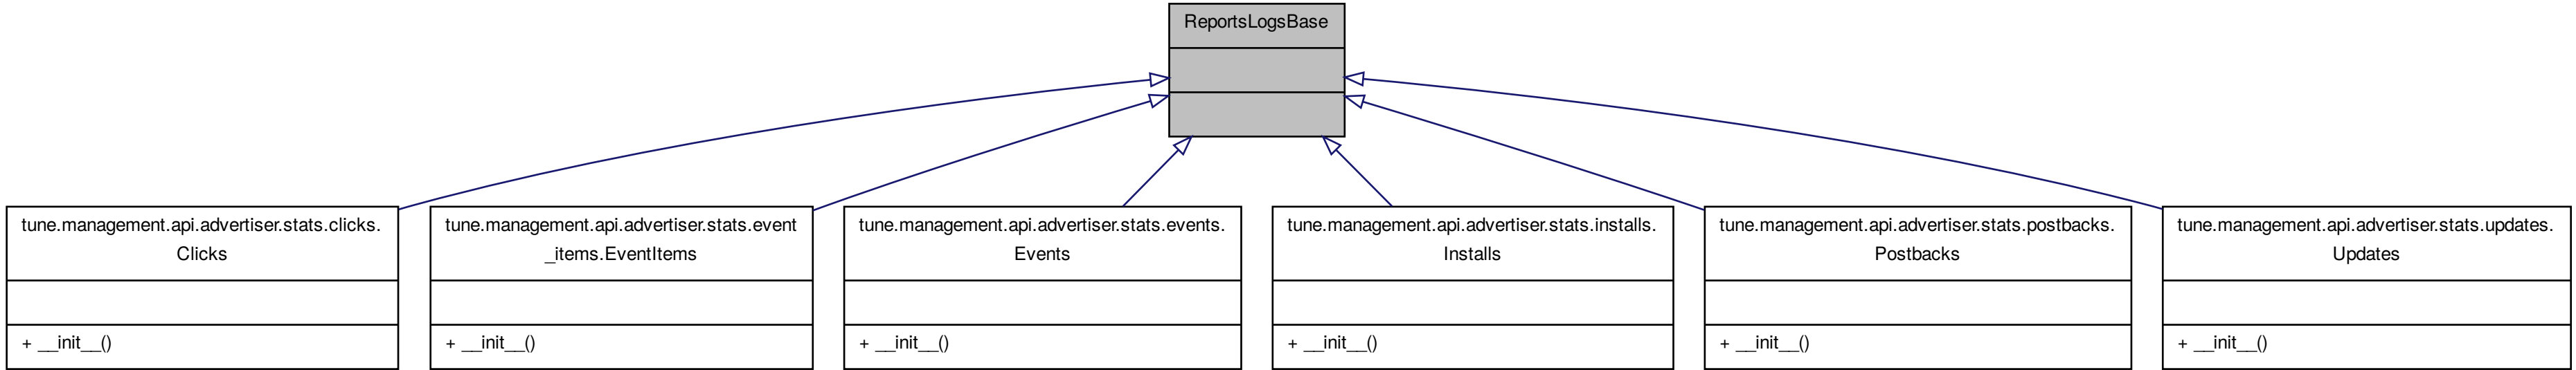 ReportsLogsBase
tune.management.api.advertiser.stats.clicks.
Clicks
+ __init__()
tune.management.api.advertiser.stats.event
_items.EventItems
+ __init__()
tune.management.api.advertiser.stats.events.
Events
+ __init__()
tune.management.api.advertiser.stats.installs.
Installs
+ __init__()
tune.management.api.advertiser.stats.postbacks.
Postbacks
+ __init__()
tune.management.api.advertiser.stats.updates.
Updates
+ __init__()